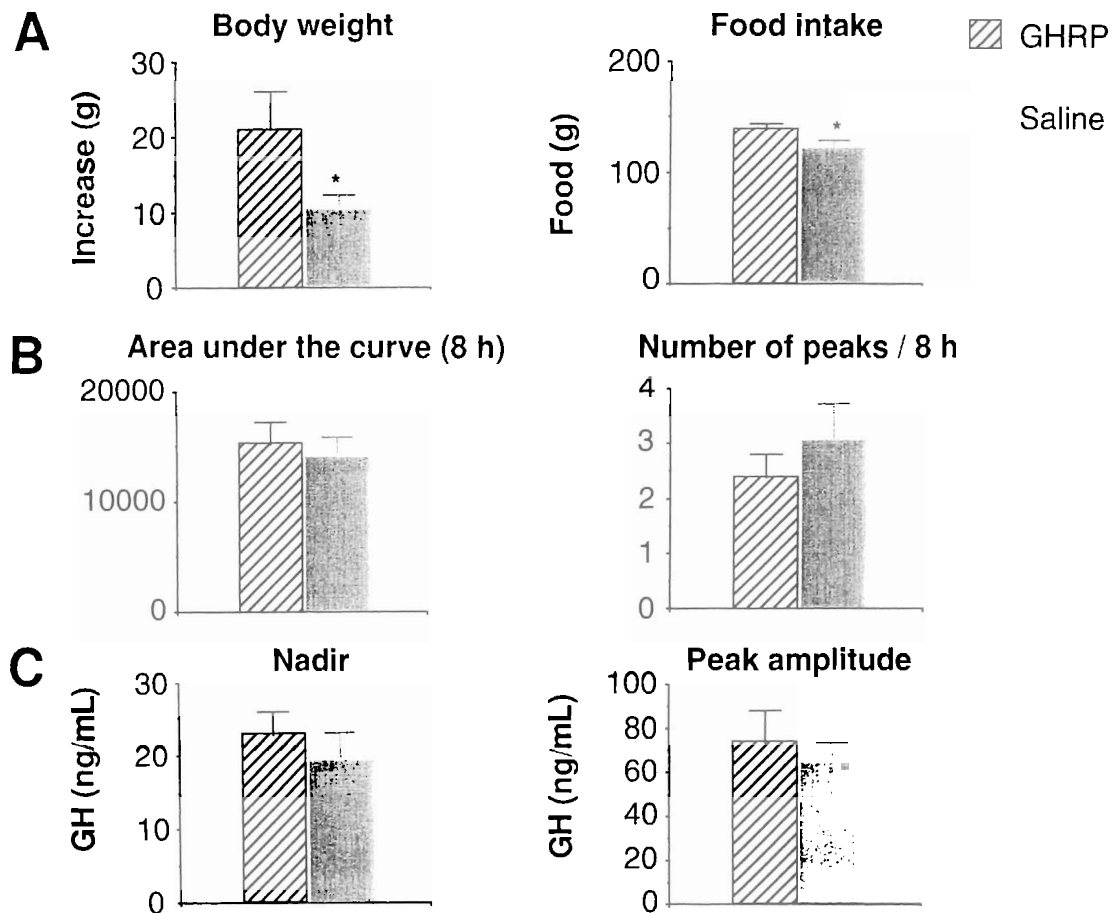 A
Body weight
Food intake
GHRP
Saline
Increase (g)
30
20
10
0
*
Food (g)
200
100
0
*
B
Area under the curve (8 h)
Number of peaks / 8 h
20000
10000
0
4
3
2
1
0
C
Nadir
Peak amplitude
GH (ng/mL)
30
20
10
0
GH (ng/mL)
100
80
60
40
20
0